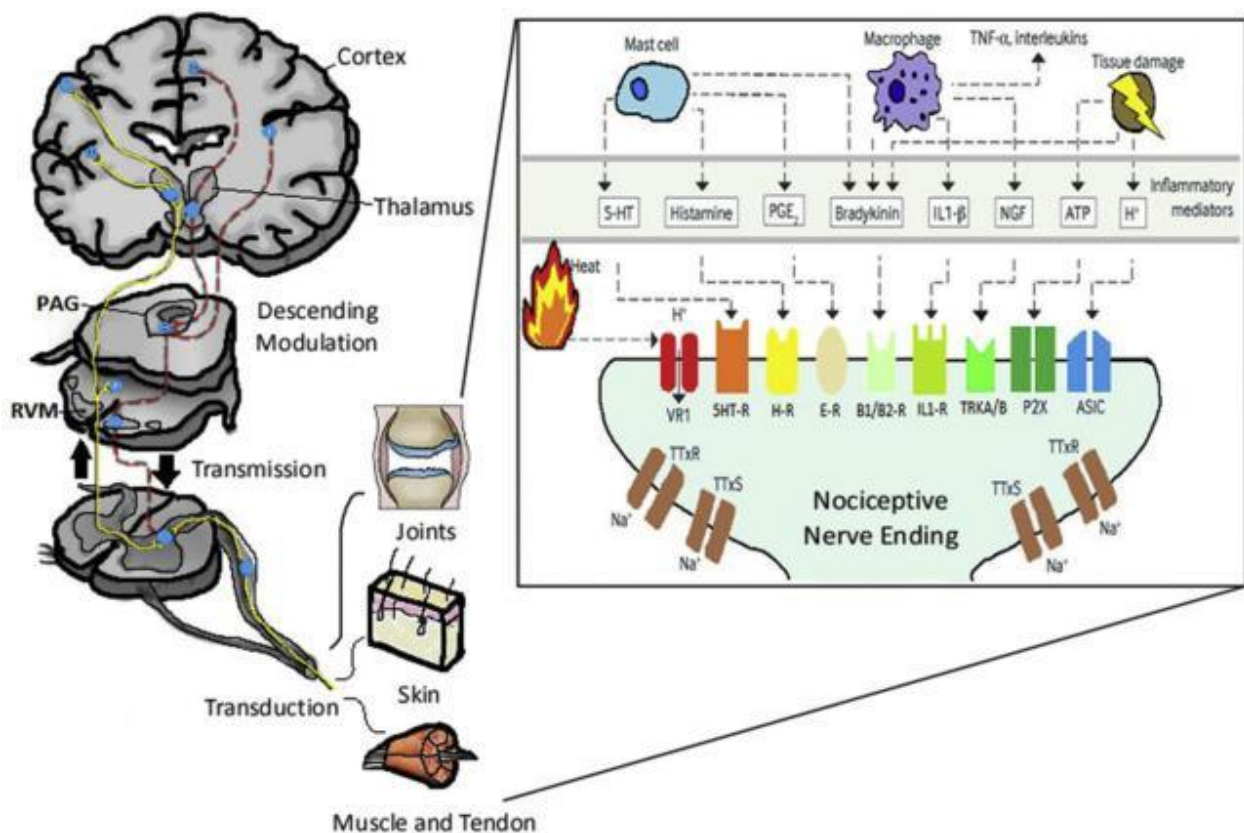 Cortex
Thalamus
PAG
Descending
Modulation
RVM
Transmission
Joints
Skin
Transduction
Muscle and Tendon
Mast cell
Macrophage
TNF-α, interleukins
Tissue damage
Inflammatory
mediators
5-HT
Histamine
PGE₂
Bradykinin
IL1-β
NGF
ATP
H⁺
Heat
H⁺
VR1
5HT-R
H-R
E-R
B1/B2-R
IL1-R
TRKA/B
P2X
ASIC
TTxR
TTxS
Na⁺
Na⁺
Nociceptive
Nerve Ending
TTxR
TTxS
Na⁺
Na⁺